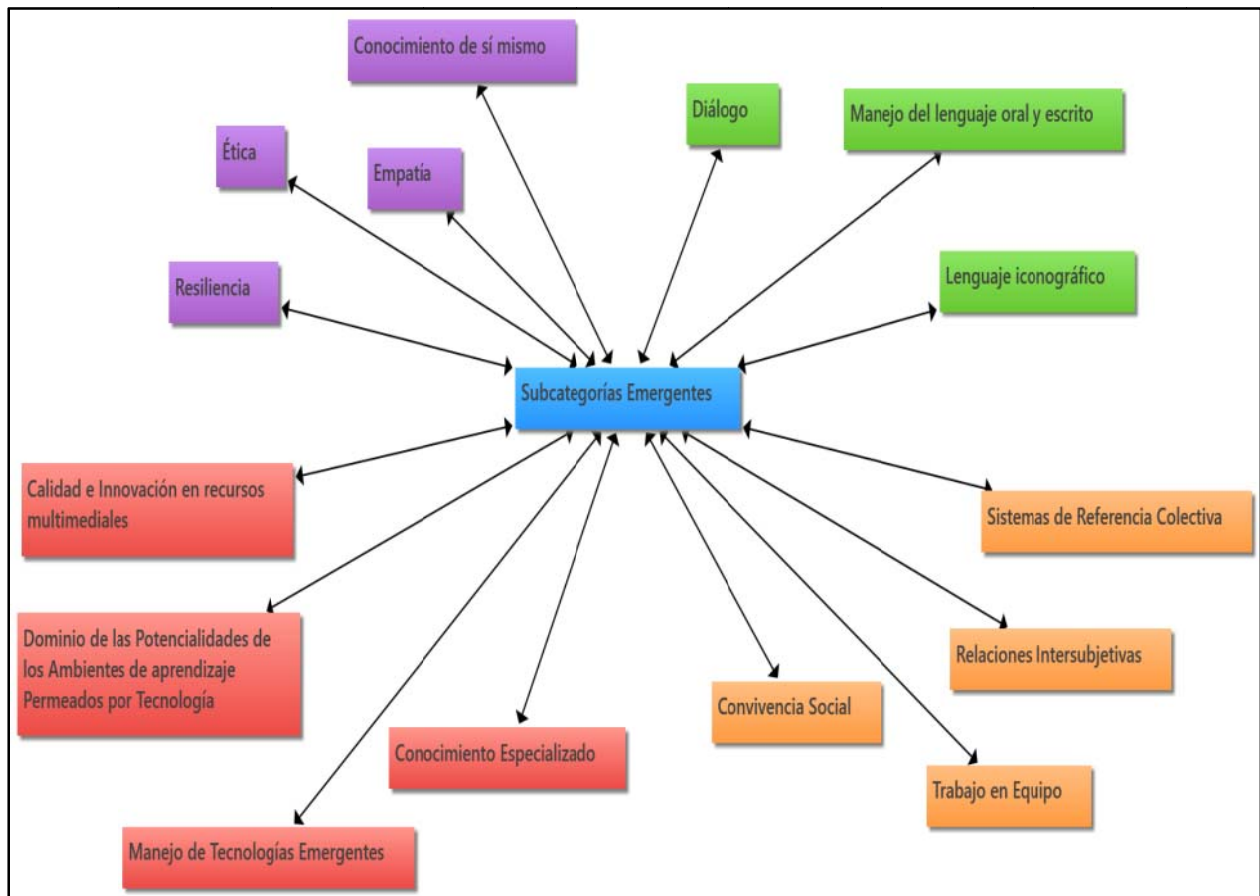 Conocimiento de sí mismo
Diálogo
Manejo del lenguaje oral y escrito
Ética
Empatía
Resiliencia
Lenguaje iconográfico
Subcategorías Emergentes
Calidad e Innovación en recursos
multimediales
Sistemas de Referencia Colectiva
Dominio de las Potencialidades de
los Ambientes de aprendizaje
Permeados por Tecnología
Relaciones Intersubjetivas
Convivencia Social
Conocimiento Especializado
Trabajo en Equipo
Manejo de Tecnologías Emergentes